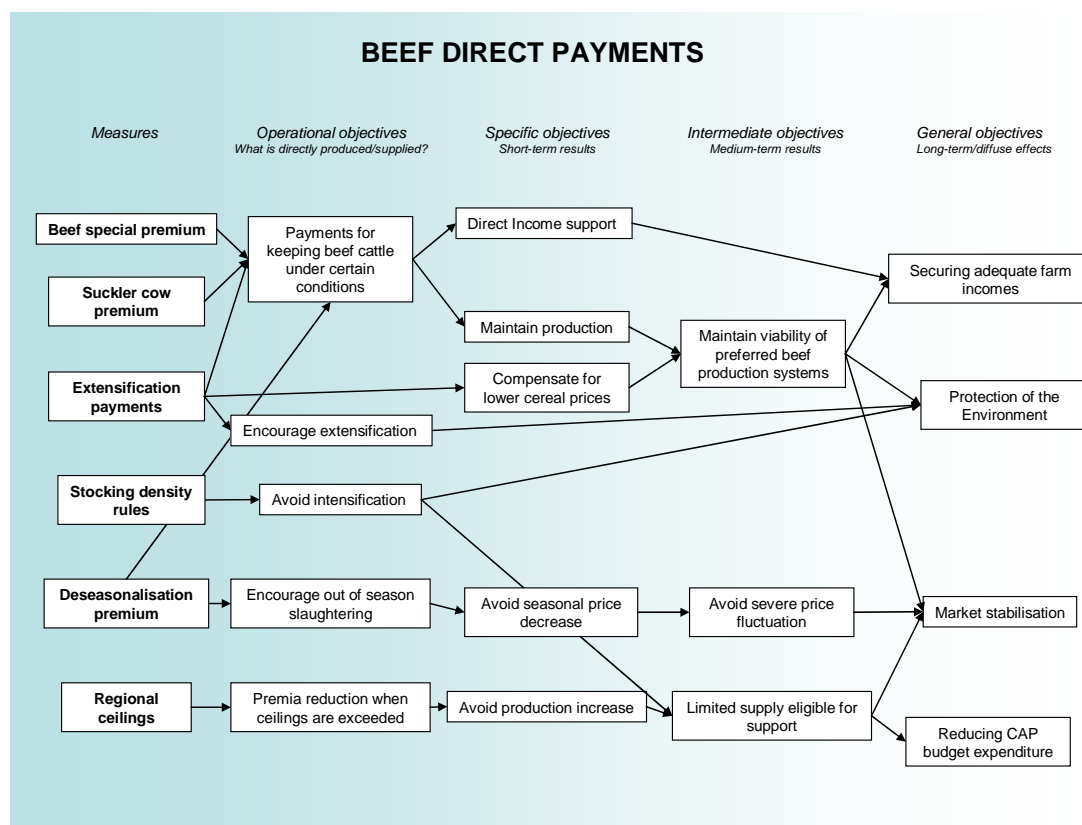 BEEF DIRECT PAYMENTS
Measures
Operational objectives
What is directly produced/supplied?
Specific objectives
Short-term results
Intermediate objectives
Medium-term results
General objectives
Long-term/diffuse effects
Beef special premium
Payments for
keeping beef cattle
under certain
conditions
Direct Income support
Securing adequate farm
incomes
Suckler cow
premium
Maintain production
Maintain viability of
preferred beef
production systems
Extensification
payments
Compensate for
lower cereal prices
Protection of the
Environment
Encourage extensification
Stocking density
rules
Avoid intensification
Deseasonalisation
premium
Encourage out of season
slaughtering
Avoid seasonal price
decrease
Avoid severe price
fluctuation
Market stabilisation
Regional
ceilings
Premia reduction when
ceilings are exceeded
Avoid production increase
Limited supply eligible for
support
Reducing CAP
budget expenditure